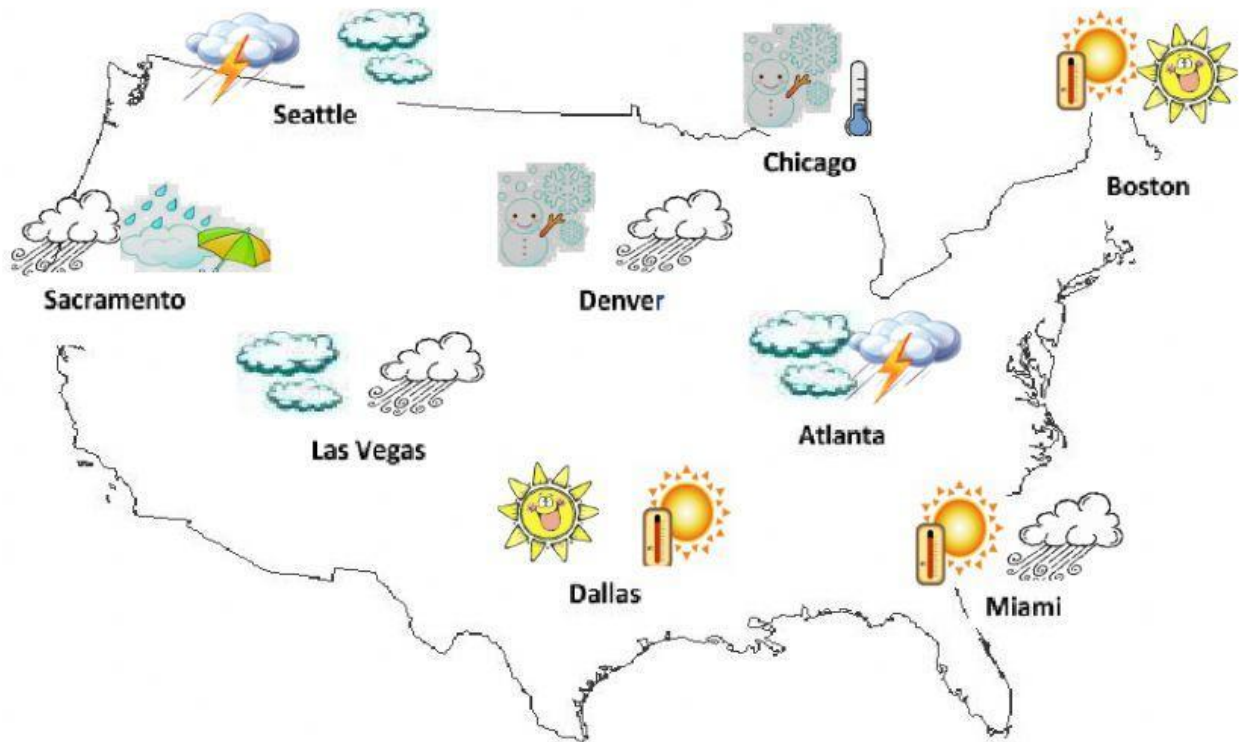 Seattle
Chicago
Boston
Sacramento
Denver
Atlanta
Las Vegas
Dallas
Miami